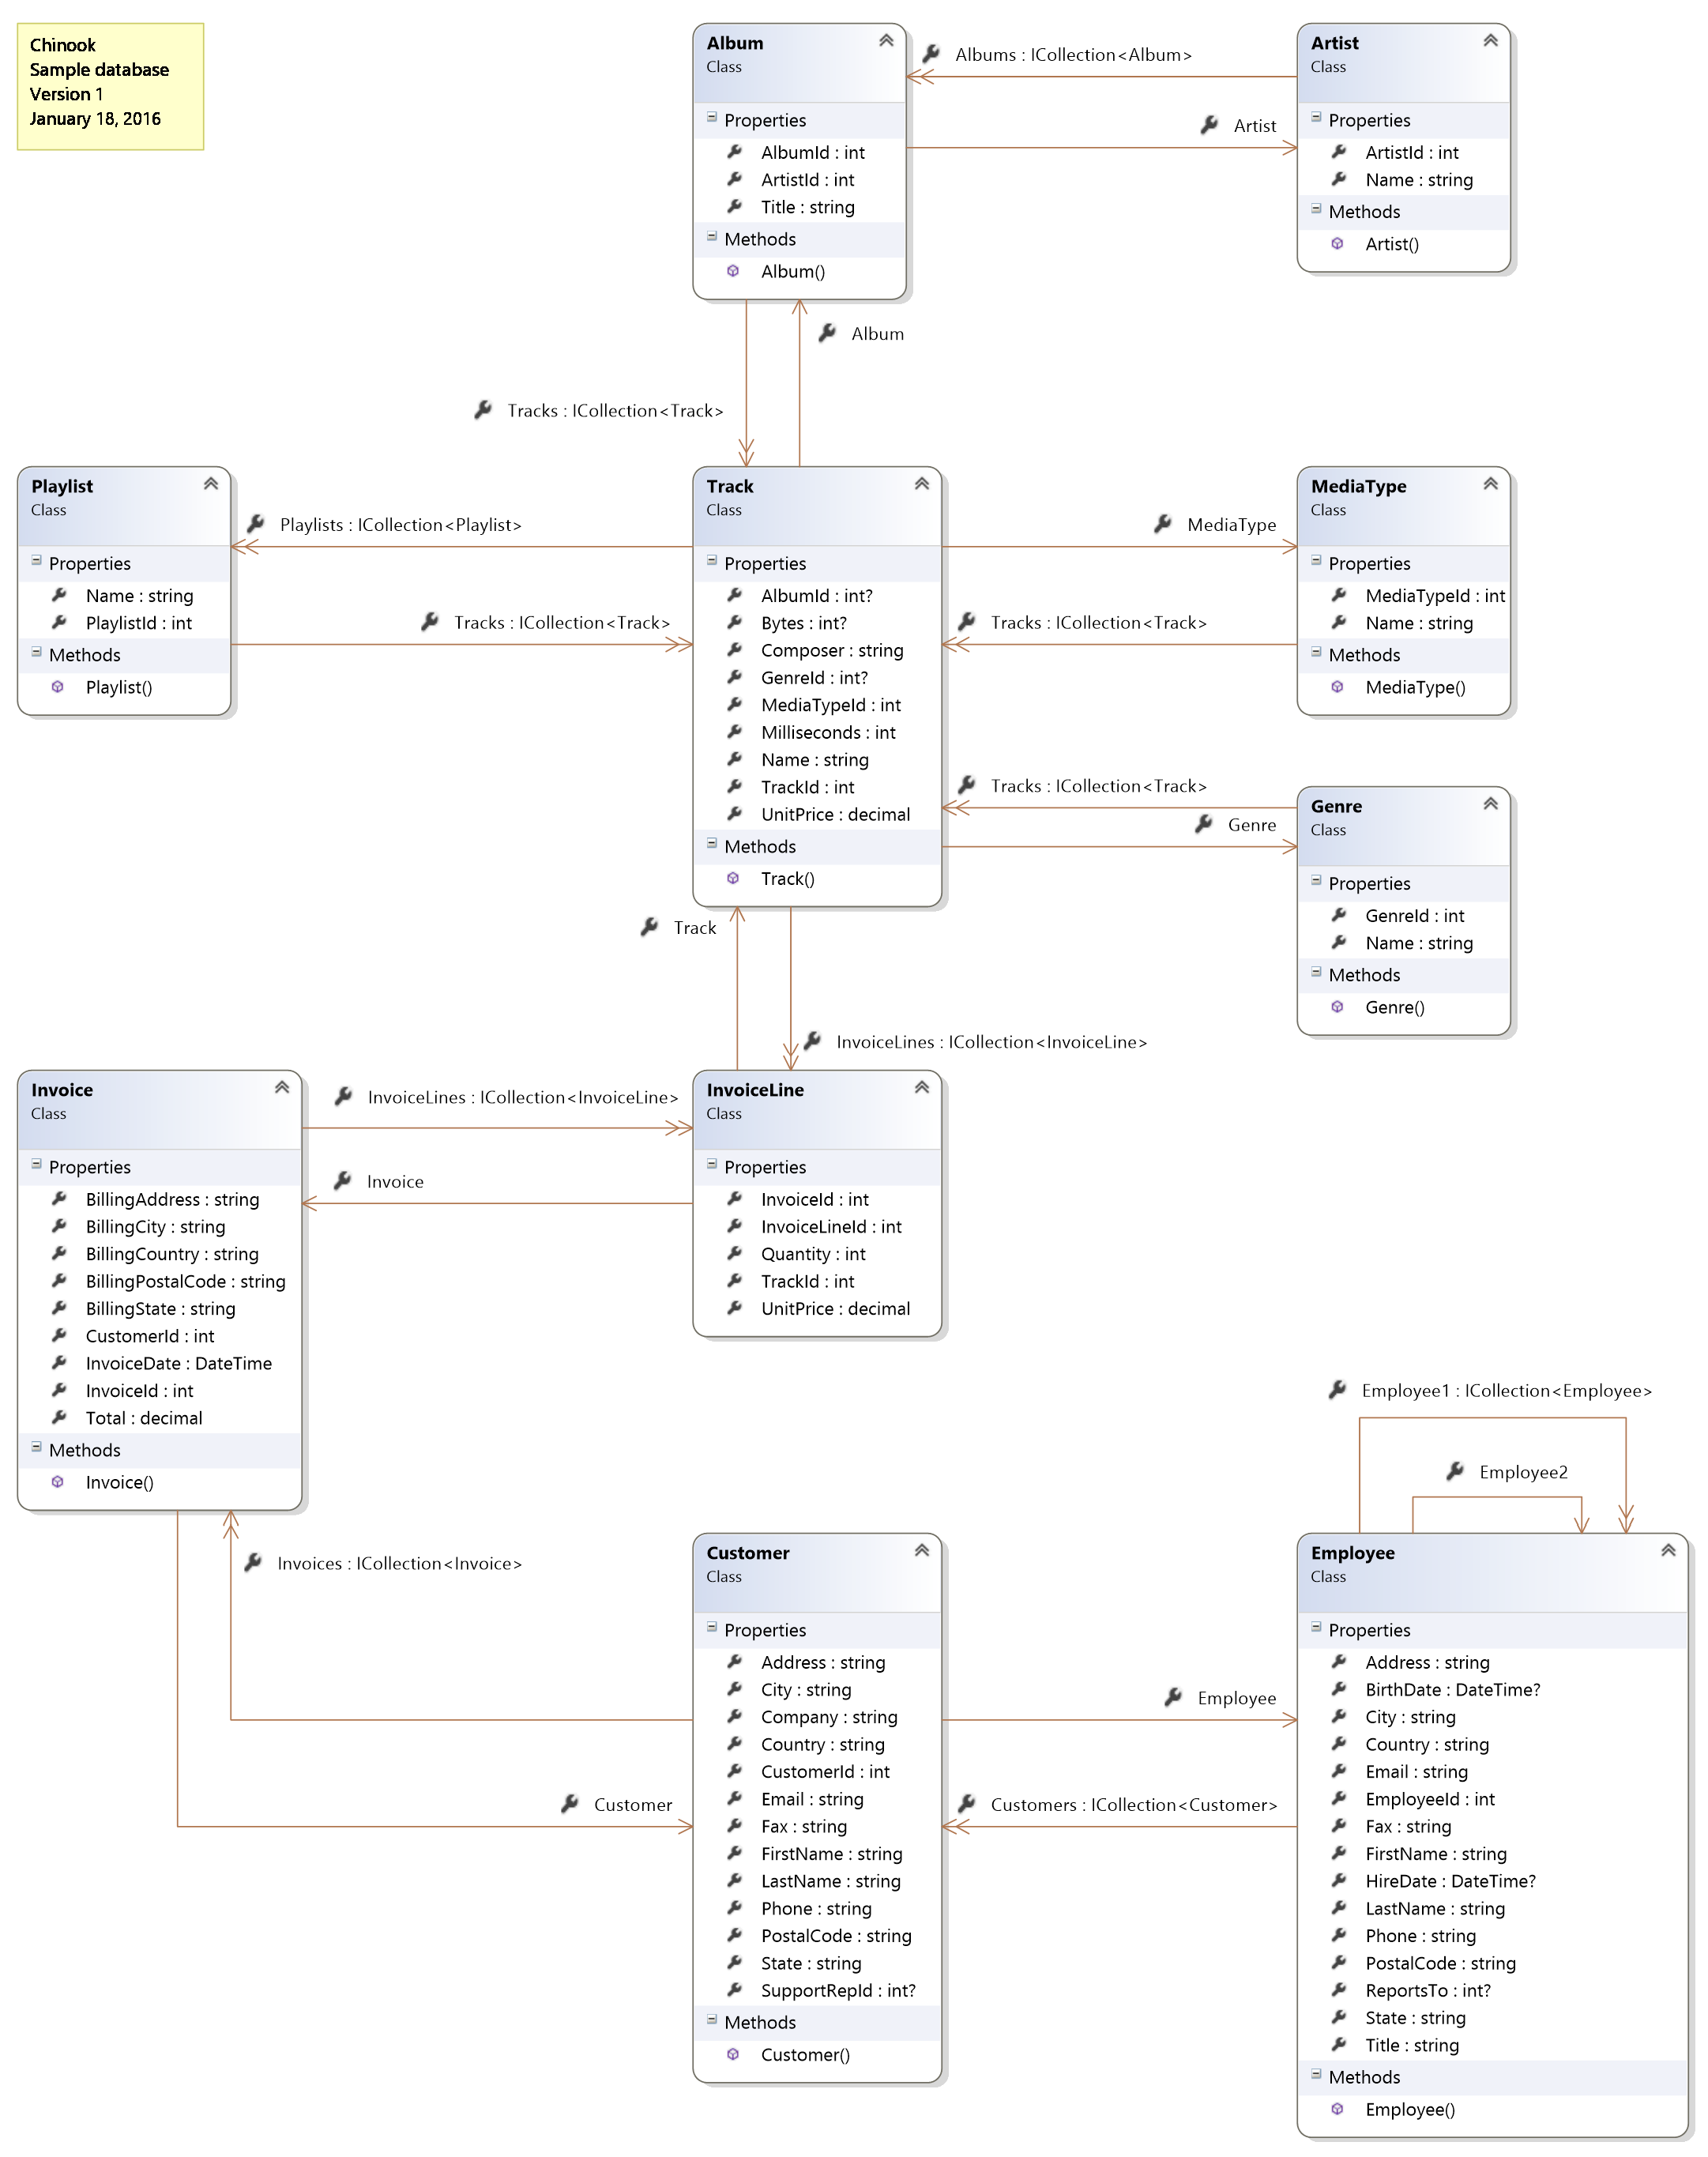 Chinook
Sample database
Version 1
January 18, 2016
Album
Class
Properties
AlbumId : int
ArtistId : int
Title : string
Methods
Album()
Albums : ICollection<Album>
Artist
Artist
Class
Properties
ArtistId : int
Name : string
Methods
Artist()
Album
Tracks : ICollection<Track>
Playlist
Class
Properties
Name : string
PlaylistId : int
Methods
Playlist()
Playlists : ICollection<Playlist>
Tracks : ICollection<Track>
Track
Class
Properties
AlbumId : int?
Bytes : int?
Composer : string
GenreId : int?
MediaTypeId : int
Milliseconds : int
Name : string
TrackId : int
UnitPrice : decimal
Methods
Track()
MediaType
Tracks : ICollection<Track>
MediaType
Class
Properties
MediaTypeId : int
Name : string
Methods
MediaType()
Tracks : ICollection<Track>
Genre
Genre
Class
Properties
GenreId : int
Name : string
Methods
Genre()
Track
InvoiceLines : ICollection<InvoiceLine>
Invoice
Class
Properties
BillingAddress : string
BillingCity : string
BillingCountry : string
BillingPostalCode : string
BillingState : string
CustomerId : int
InvoiceDate : DateTime
InvoiceId : int
Total : decimal
Methods
Invoice()
InvoiceLines : ICollection<InvoiceLine>
Invoice
InvoiceLine
Class
Properties
InvoiceId : int
InvoiceLineId : int
Quantity : int
TrackId : int
UnitPrice : decimal
Employee1 : ICollection<Employee>
Employee2
Invoices : ICollection<Invoice>
Customer
Customer
Class
Properties
Address : string
City : string
Company : string
Country : string
CustomerId : int
Email : string
Fax : string
FirstName : string
LastName : string
Phone : string
PostalCode : string
State : string
SupportRepId : int?
Methods
Customer()
Employee
Customers : ICollection<Customer>
Employee
Class
Properties
Address : string
BirthDate : DateTime?
City : string
Country : string
Email : string
EmployeeId : int
Fax : string
FirstName : string
HireDate : DateTime?
LastName : string
Phone : string
PostalCode : string
ReportsTo : int?
State : string
Title : string
Methods
Employee()